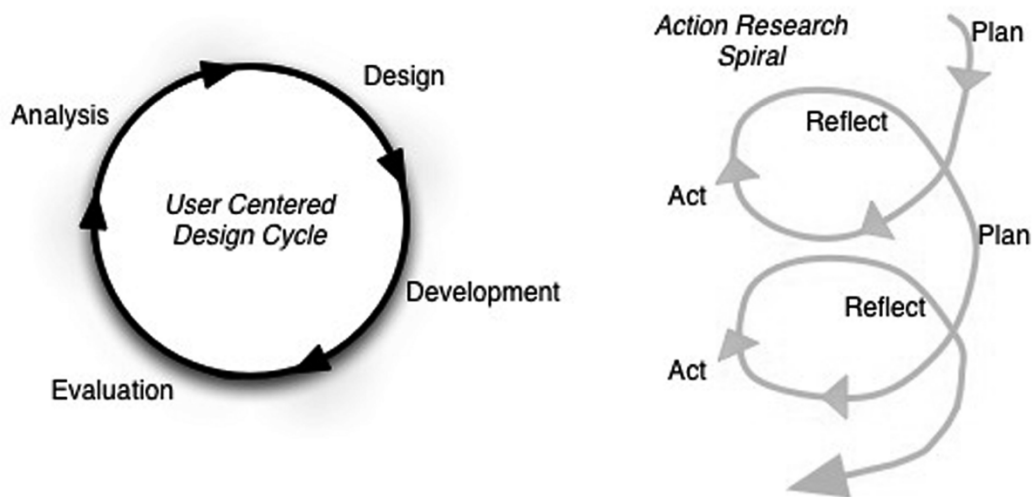 Design
Analysis
User Centered
Design Cycle
Development
Evaluation
Action Research
Spiral
Plan
Reflect
Act
Plan
Reflect
Act